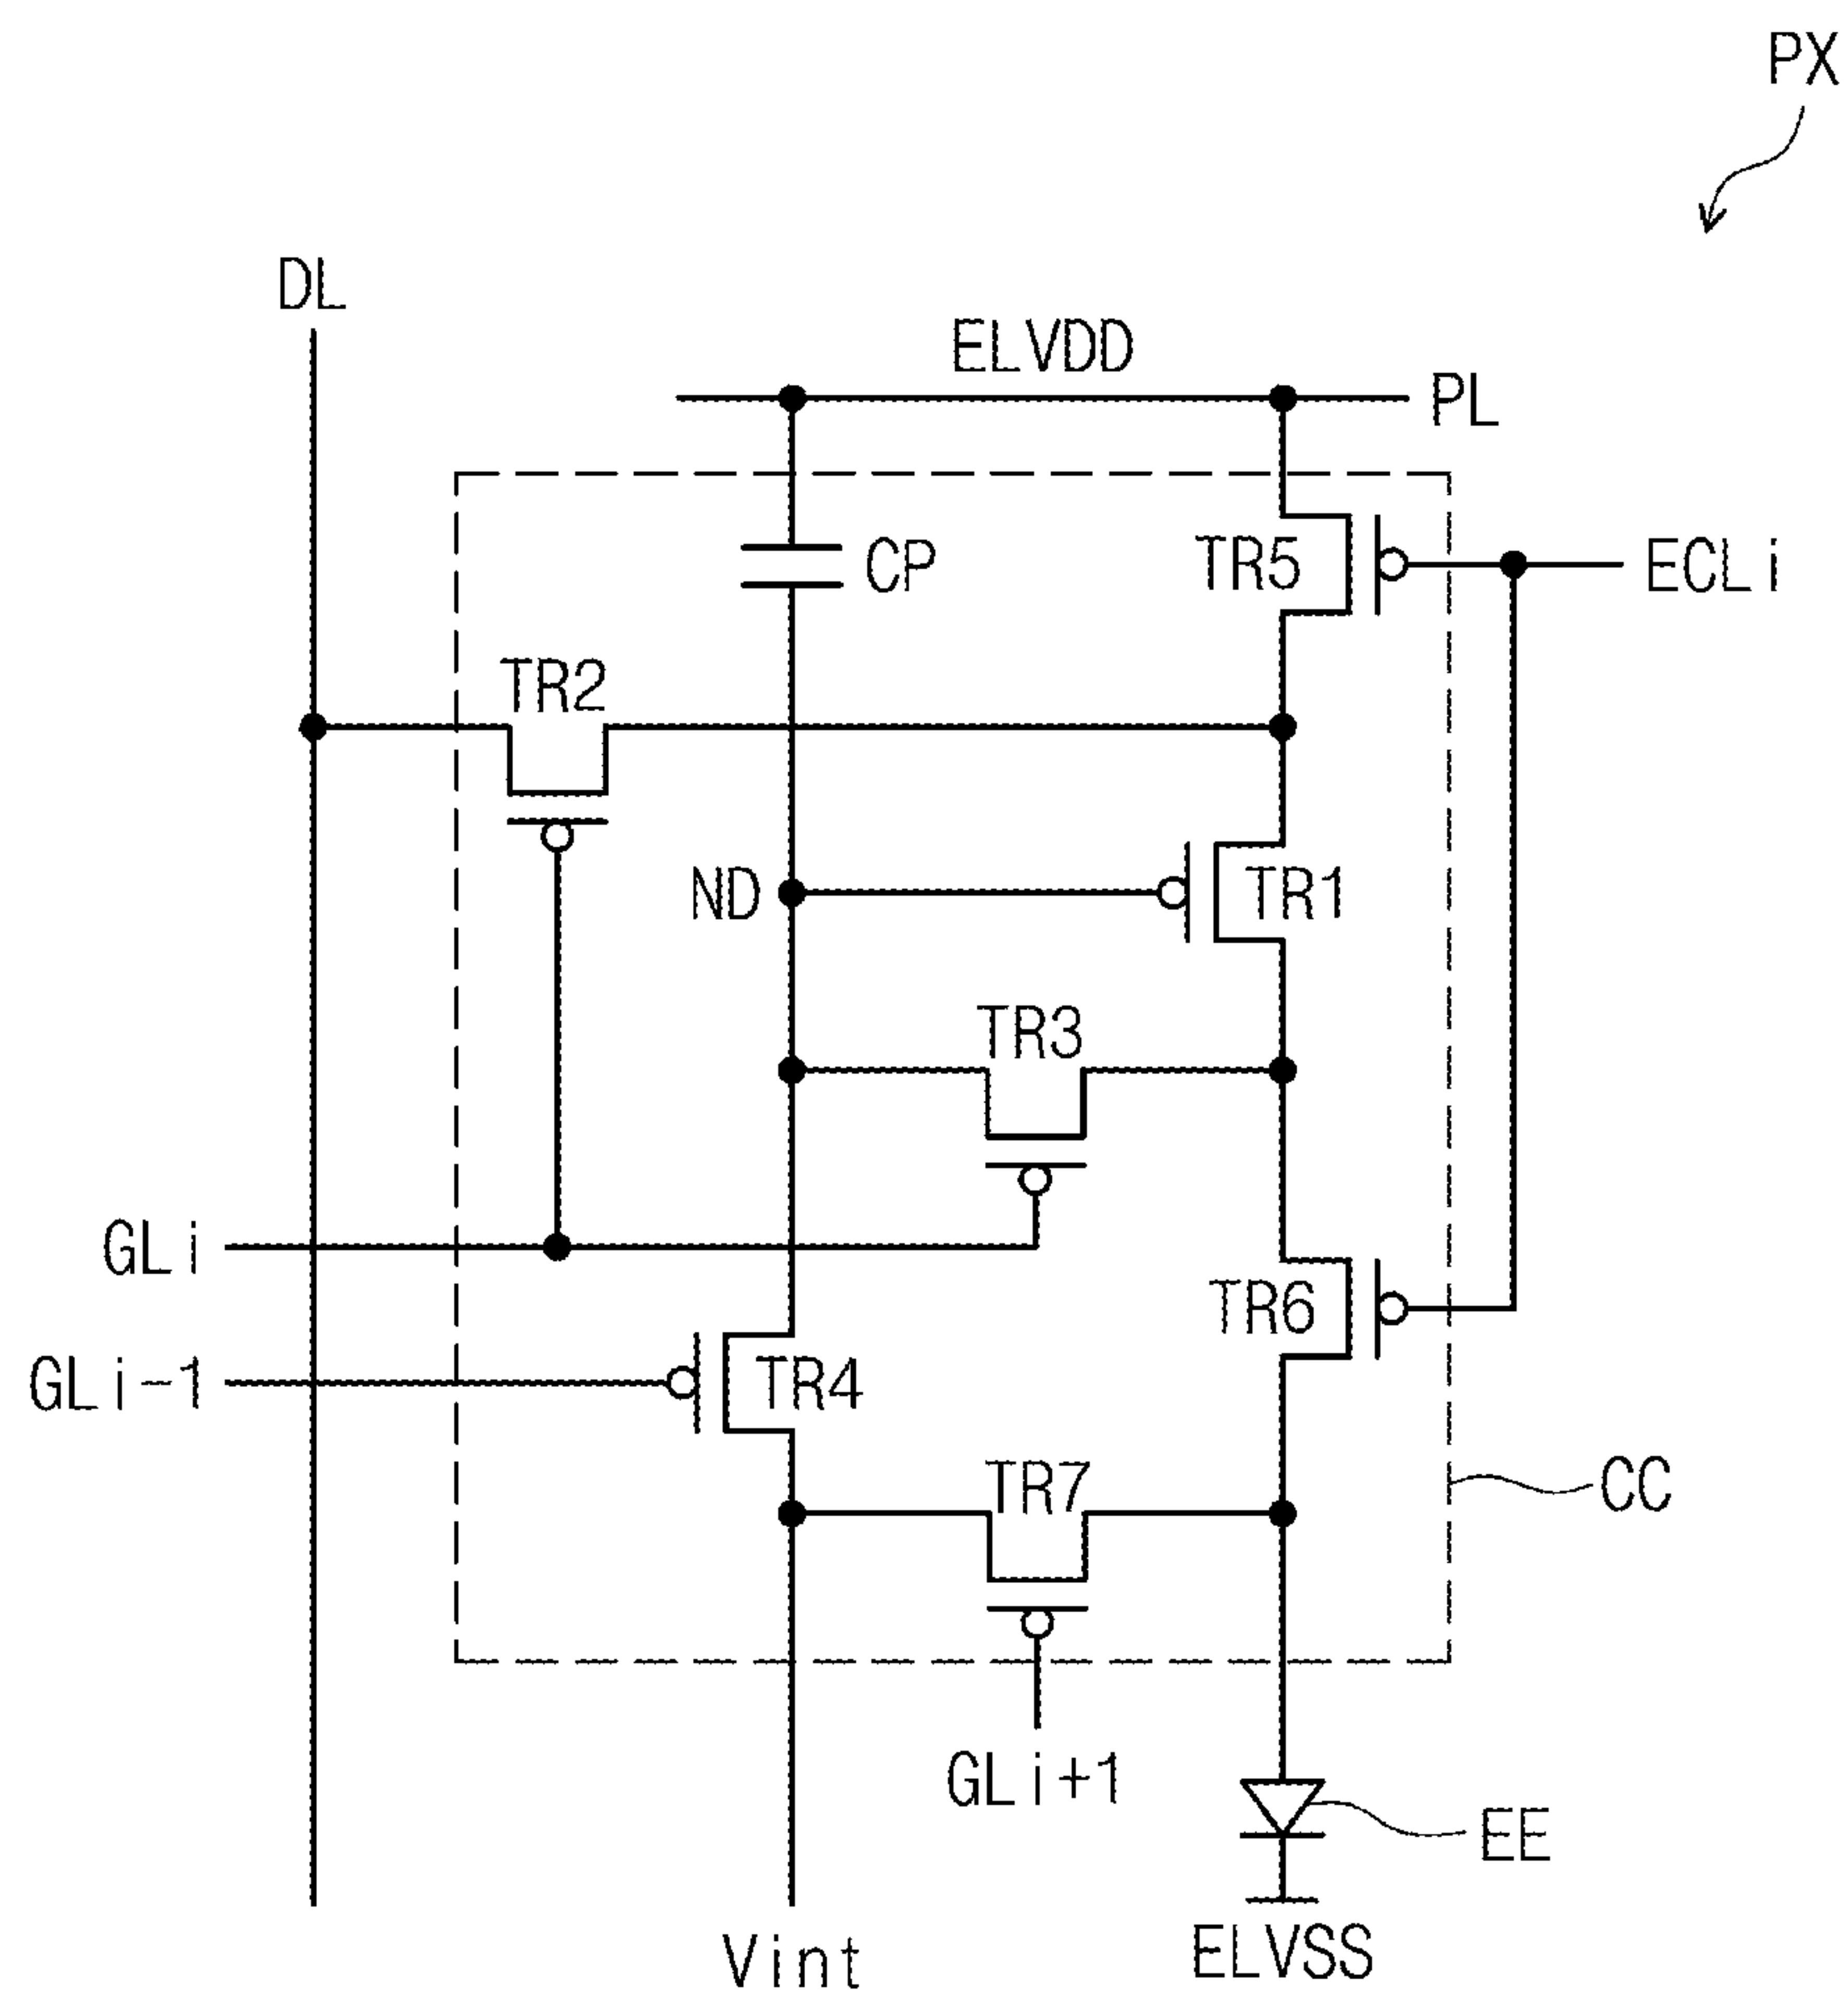 PX
DL
ELVDD
PL
CP
TR5
ECLi
TR2
ND
TR1
TR3
GLi
TR6
GLi-1
TR4
TR7
CC
GLi+1
EE
Vint
ELVSS